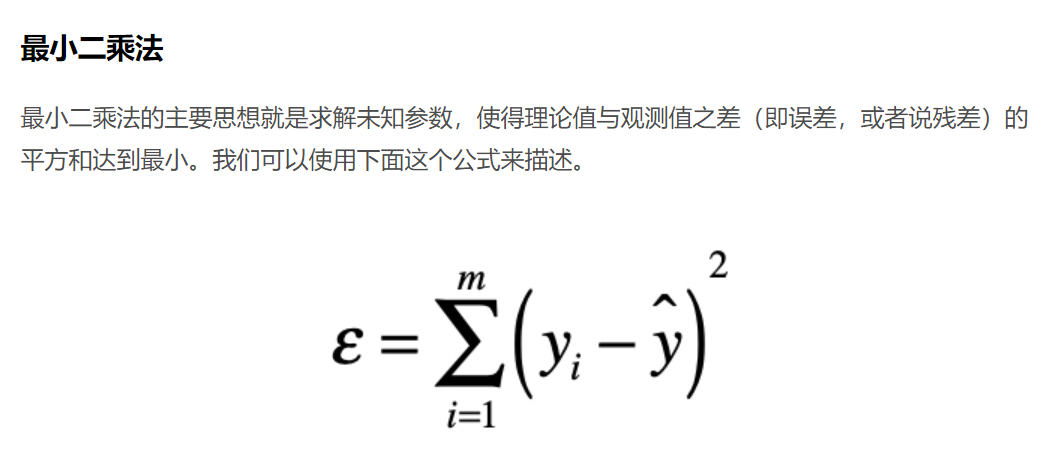 最小二乘法
最小二乘法的主要思想就是求解未知参数，使得理论值与观测值之差（即误差，或者说残差）的
平方和达到最小。我们可以使用下面这个公式来描述。
ε = ∑_{i=1}^{m} (y_i − ŷ)^2